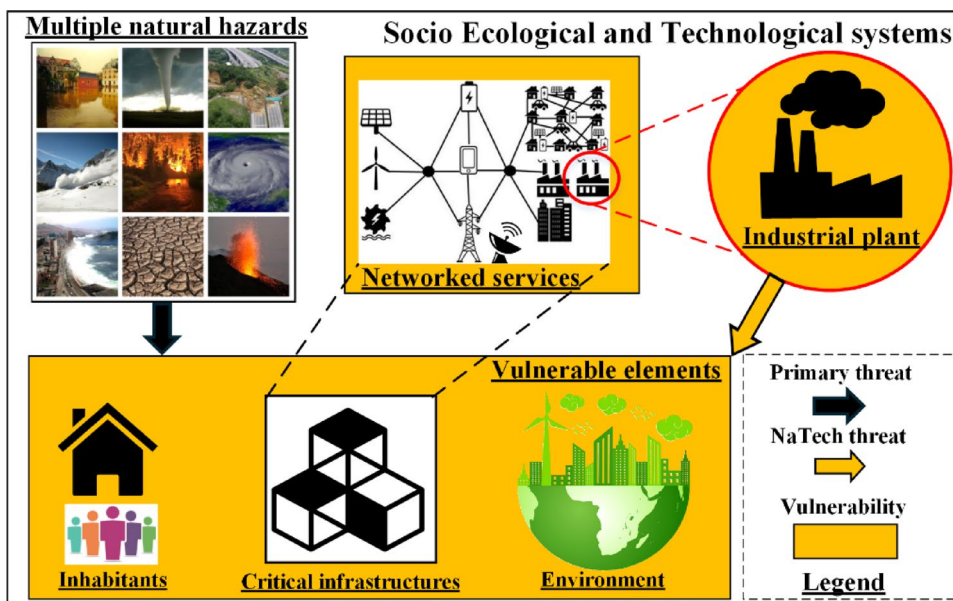 Multiple natural hazards
Socio Ecological and Technological systems
Networked services
Industrial plant
Vulnerable elements
Inhabitants
Critical infrastructures
Environment
Primary threat
NaTech threat
Vulnerability
Legend